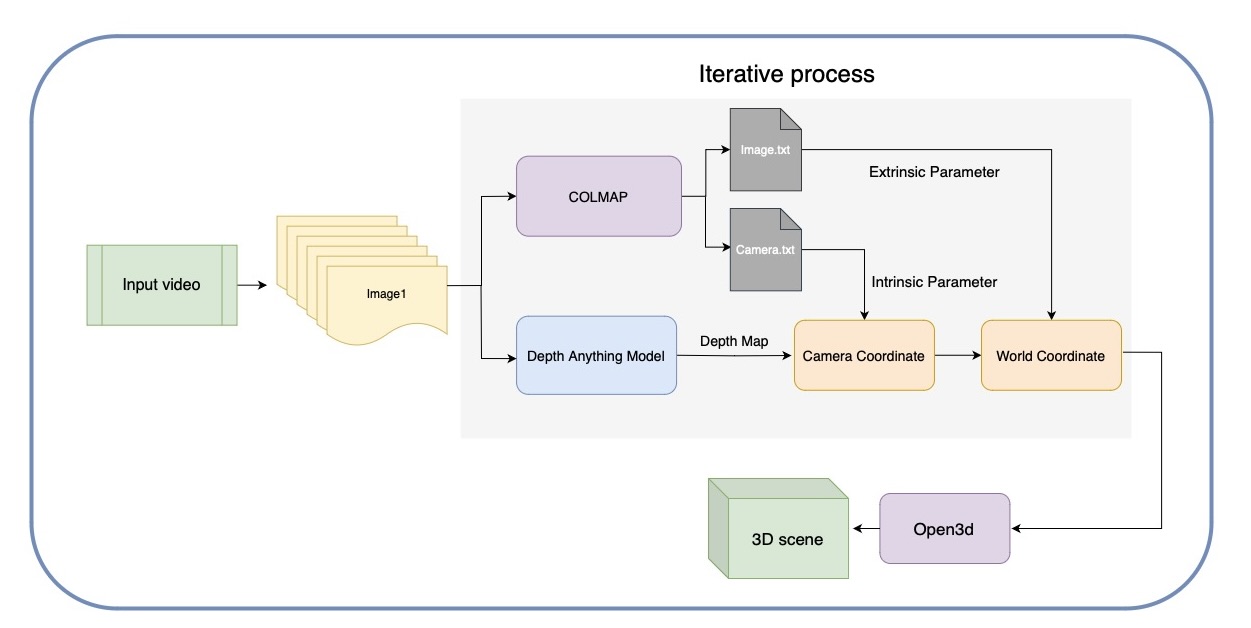 Iterative process
Image.txt
Extrinsic Parameter
COLMAP
Camera.txt
Input video
Image1
Intrinsic Parameter
Depth Anything Model
Depth Map
Camera Coordinate
World Coordinate
3D scene
Open3d